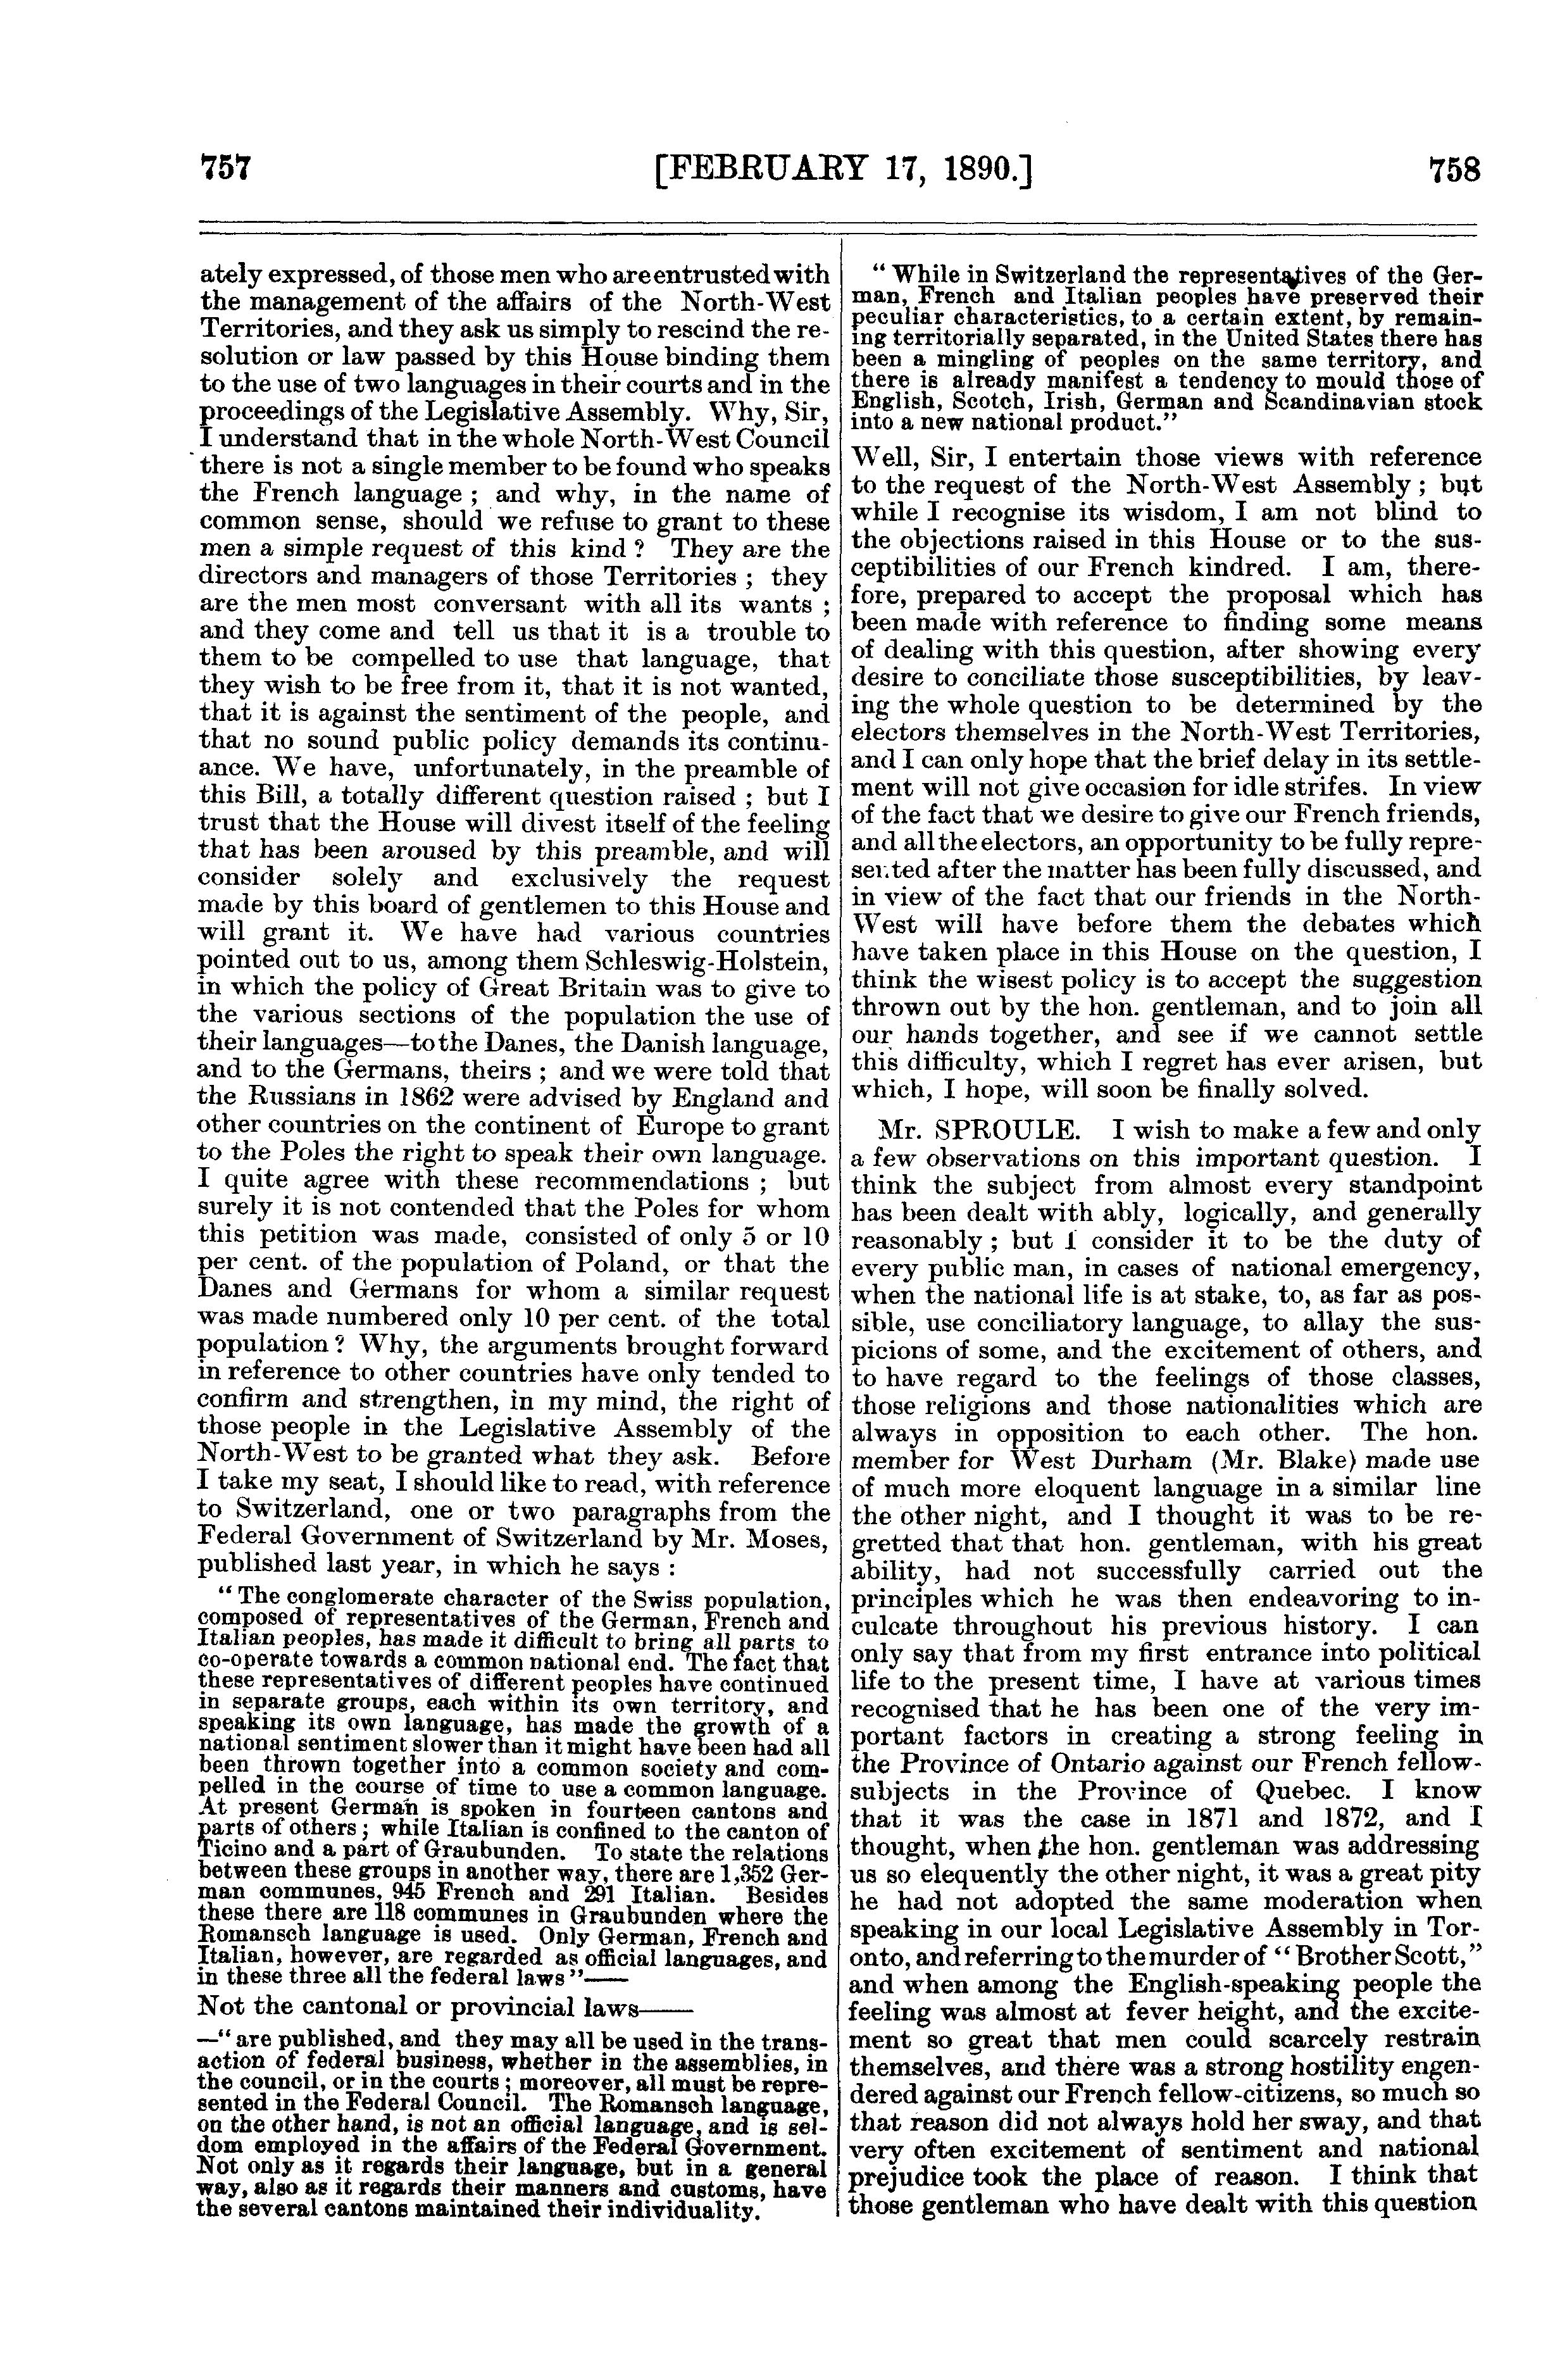 757 [FEBRUARY 17, 1890.] 758
ately expressed, of those men who are entrusted with
the management of the affairs of the North-West
Territories, and they ask us simply to rescind the re-
solution or law passed by this House binding them
to the use of two languages in their courts and in the
proceedings of the Legislative Assembly. Why, Sir,
I understand that in the whole North-West Council
there is not a single member to be found who speaks
the French language ; and why, in the name of
common sense, should we refuse to grant to these
men a simple request of this kind ? They are the
directors and managers of those Territories ; they
are the men most conversant with all its wants ;
and they come and tell us that it is a trouble to
them to be compelled to use that language, that
they wish to be free from it, that it is not wanted,
that it is against the sentiment of the people, and
that no sound public policy demands its continu-
ance. We have, unfortunately, in the preamble of
this Bill, a totally different question raised ; but I
trust that the House will divest itself of the feeling
that has been aroused by this preamble, and will
consider solely and exclusively the request
made by this board of gentlemen to this House and
will grant it. We have had various countries
pointed out to us, among them Schleswig-Holstein,
in which the policy of Great Britain was to give to
the various sections of the population the use of
their languages—to the Danes, the Danish language,
and to the Germans, theirs ; and we were told that
the Russians in 1862 were advised by England and
other countries on the continent of Europe to grant
to the Poles the right to speak their own language.
I quite agree with these recommendations ; but
surely it is not contended that the Poles for whom
this petition was made, consisted of only 5 or 10
per cent. of the population of Poland, or that the
Danes and Germans for whom a similar request
was made numbered only 10 per cent. of the total
population ? Why, the arguments brought forward
in reference to other countries have only tended to
confirm and strengthen, in my mind, the right of
those people in the Legislative Assembly of the
North-West to be granted what they ask. Before
I take my seat, I should like to read, with reference
to Switzerland, one or two paragraphs from the
Federal Government of Switzerland by Mr. Moses,
published last year, in which he says :
“ The conglomerate character of the Swiss population,
composed of representatives of the German, French and
Italian peoples, has made it difficult to bring all parts to
co-operate towards a common national end. The fact that
these representatives of different peoples have continued
in separate groups, each within its own territory, and
speaking its own language, has made the growth of a
national sentiment slower than it might have been had all
been thrown together into a common society and com-
pelled in the course of time to use a common language.
At present German is spoken in fourteen cantons and
parts of others ; while Italian is confined to the canton of
Ticino and a part of Graubunden. To state the relations
between these groups in another way, there are 1,352 Ger-
man communes, 945 French and 291 Italian. Besides
these there are 118 communes in Graubunden where the
Romansch language is used. Only German, French and
Italian, however, are regarded as official languages, and
in these three all the federal laws ”——
Not the cantonal or provincial laws——
—“ are published, and they may all be used in the trans-
action of federal business, whether in the assemblies, in
the council, or in the courts ; moreover, all must be repre-
sented in the Federal Council. The Romansch language,
on the other hand, is not an official language, and is sel-
dom employed in the affairs of the Federal Government.
Not only as it regards their language, but in a general
way, also as it regards their manners and customs, have
the several cantons maintained their individuality.
“ While in Switzerland the representatives of the Ger-
man, French and Italian peoples have preserved their
peculiar characteristics, to a certain extent, by remain-
ing territorially separated, in the United States there has
been a mingling of peoples on the same territory, and
there is already manifest a tendency to mould those of
English, Scotch, Irish, German and Scandinavian stock
into a new national product.”
Well, Sir, I entertain those views with reference
to the request of the North-West Assembly ; but
while I recognise its wisdom, I am not blind to
the objections raised in this House or to the sus-
ceptibilities of our French kindred. I am, there-
fore, prepared to accept the proposal which has
been made with reference to finding some means
of dealing with this question, after showing every
desire to conciliate those susceptibilities, by leav-
ing the whole question to be determined by the
electors themselves in the North-West Territories,
and I can only hope that the brief delay in its settle-
ment will not give occasion for idle strifes. In view
of the fact that we desire to give our French friends,
and all the electors, an opportunity to be fully repre-
sented after the matter has been fully discussed, and
in view of the fact that our friends in the North-
West will have before them the debates which
have taken place in this House on the question, I
think the wisest policy is to accept the suggestion
thrown out by the hon. gentleman, and to join all
our hands together, and see if we cannot settle
this difficulty, which I regret has ever arisen, but
which, I hope, will soon be finally solved.
Mr. SPROULE. I wish to make a few and only
a few observations on this important question. I
think the subject from almost every standpoint
has been dealt with ably, logically, and generally
reasonably ; but I consider it to be the duty of
every public man, in cases of national emergency,
when the national life is at stake, to, as far as pos-
sible, use conciliatory language, to allay the sus-
picions of some, and the excitement of others, and
to have regard to the feelings of those classes,
those religions and those nationalities which are
always in opposition to each other. The hon.
member for West Durham (Mr. Blake) made use
of much more eloquent language in a similar line
the other night, and I thought it was to be re-
gretted that that hon. gentleman, with his great
ability, had not successfully carried out the
principles which he was then endeavoring to in-
culcate throughout his previous history. I can
only say that from my first entrance into political
life to the present time, I have at various times
recognised that he has been one of the very im-
portant factors in creating a strong feeling in
the Province of Ontario against our French fellow-
subjects in the Province of Quebec. I know
that it was the case in 1871 and 1872, and I
thought, when the hon. gentleman was addressing
us so elequently the other night, it was a great pity
he had not adopted the same moderation when
speaking in our local Legislative Assembly in Tor-
onto, and referring to the murder of “ Brother Scott,”
and when among the English-speaking people the
feeling was almost at fever height, and the excite-
ment so great that men could scarcely restrain
themselves, and there was a strong hostility engen-
dered against our French fellow-citizens, so much so
that reason did not always hold her sway, and that
very often excitement of sentiment and national
prejudice took the place of reason. I think that
those gentleman who have dealt with this question